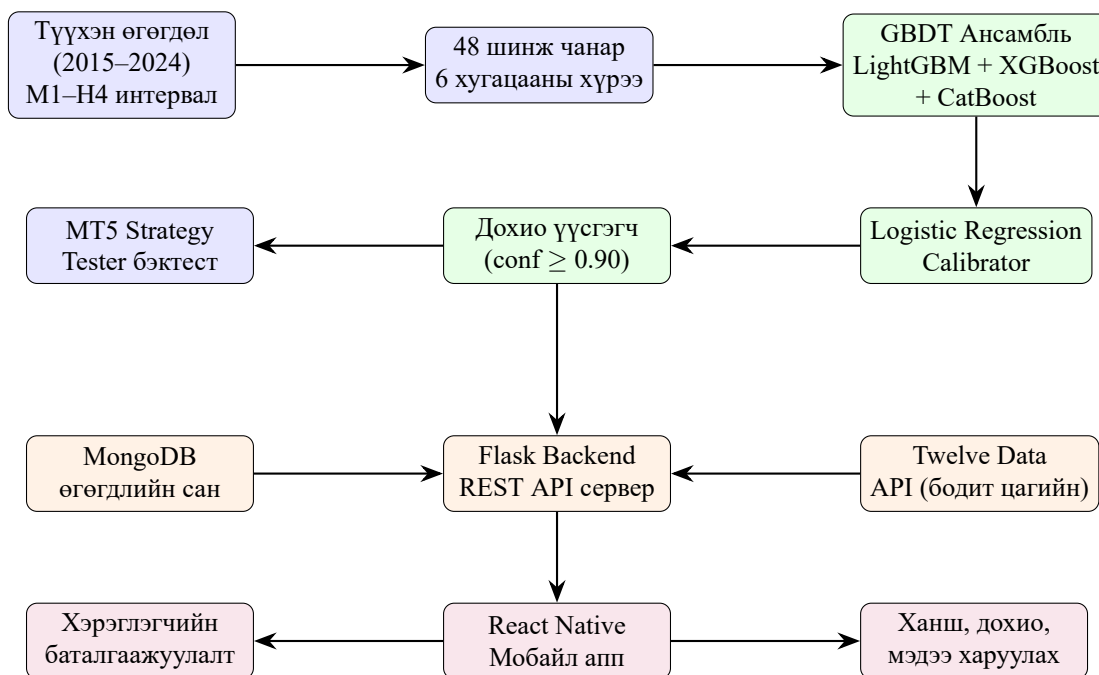 Түүхэн өгөгдөл
(2015–2024)
M1–H4 интервал
48 шинж чанар
6 хугацааны хүрээ
GBDT Ансамбль
LightGBM + XGBoost
+ CatBoost
MT5 Strategy
Tester бэктест
Дохио үүсгэгч
(conf ≥ 0.90)
Logistic Regression
Calibrator
MongoDB
өгөгдлийн сан
Flask Backend
REST API сервер
Twelve Data
API (бодит цагийн)
Хэрэглэгчийн
баталгаажуулалт
React Native
Мобайл апп
Ханш, дохио,
мэдээ харуулах